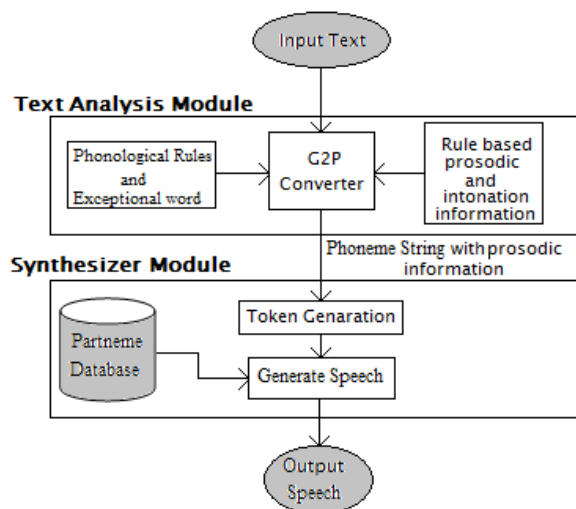 Input Text
Text Analysis Module
Phonological Rules
and
Exceptional word
G2P
Converter
Rule based
prosodic
and
intonation
information
Phoneme String with prosodic
information
Synthesizer Module
Partneme
Database
Token Genaration
Generate Speech
Output
Speech